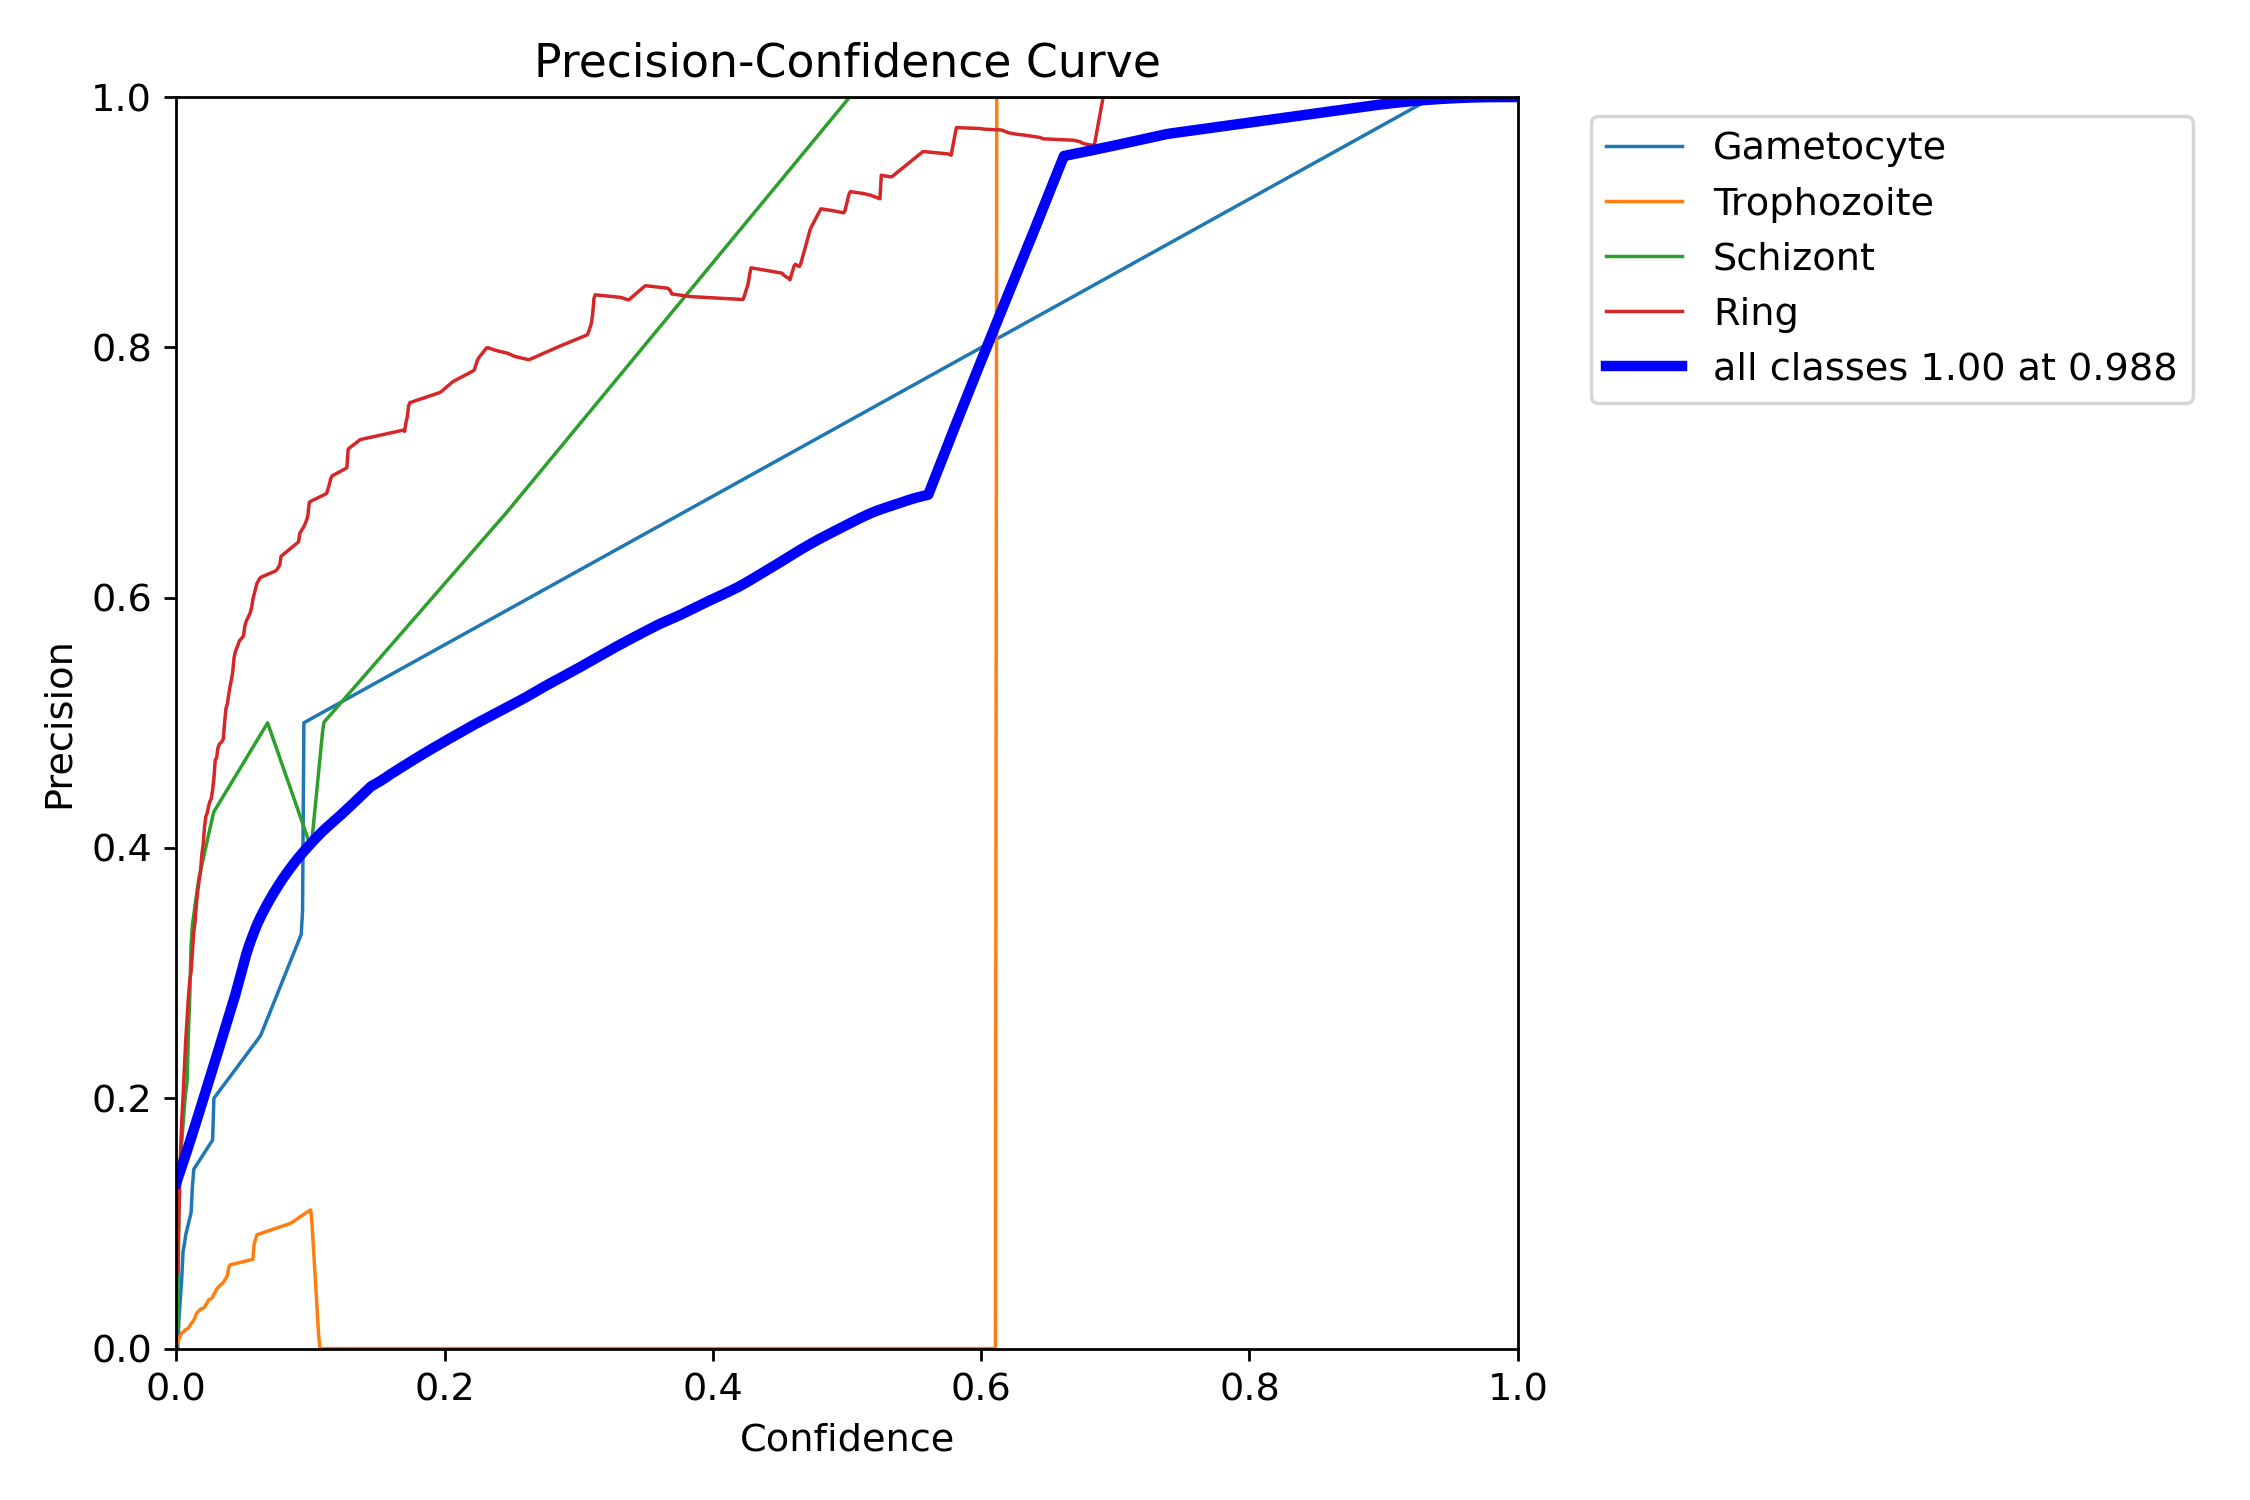 Precision-Confidence Curve
1.0
0.8
0.6
0.4
0.2
0.0
Precision
0.0 0.2 0.4 0.6 0.8 1.0
Confidence
Gametocyte
Trophozoite
Schizont
Ring
all classes 1.00 at 0.988